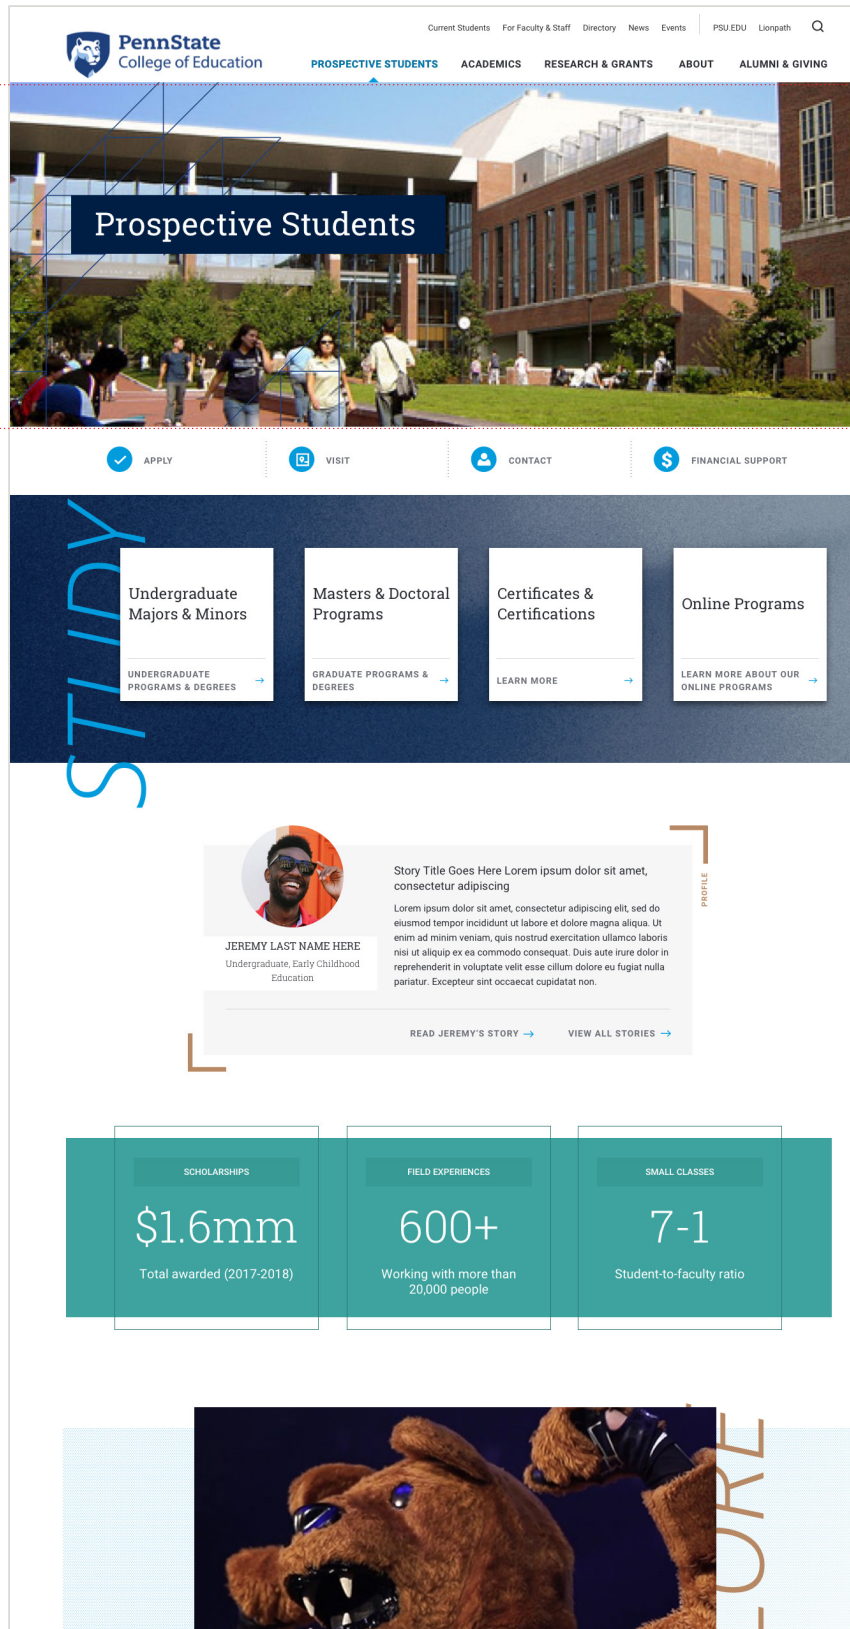 Current Students For Faculty & Staff Directory News Events PSU.EDU Lionpath
PennState
College of Education
PROSPECTIVE STUDENTS ACADEMICS RESEARCH & GRANTS ABOUT ALUMNI & GIVING
Prospective Students
APPLY VISIT CONTACT FINANCIAL SUPPORT
STUDY
Undergraduate
Majors & Minors
UNDERGRADUATE
PROGRAMS & DEGREES
Masters & Doctoral
Programs
GRADUATE PROGRAMS &
DEGREES
Certificates &
Certifications
LEARN MORE
Online Programs
LEARN MORE ABOUT OUR
ONLINE PROGRAMS
PROFILE
JEREMY LAST NAME HERE
Undergraduate, Early Childhood
Education
Story Title Goes Here Lorem ipsum dolor sit amet,
consectetur adipiscing
Lorem ipsum dolor sit amet, consectetur adipiscing elit, sed do
eiusmod tempor incididunt ut labore et dolore magna aliqua. Ut
enim ad minim veniam, quis nostrud exercitation ullamco laboris
nisi ut aliquip ex ea commodo consequat. Duis aute irure dolor in
reprehenderit in voluptate velit esse cillum dolore eu fugiat nulla
pariatur. Excepteur sint occaecat cupidatat non.
READ JEREMY'S STORY VIEW ALL STORIES
SCHOLARSHIPS
$1.6mm
Total awarded (2017-2018)
FIELD EXPERIENCES
600+
Working with more than
20,000 people
SMALL CLASSES
7-1
Student-to-faculty ratio